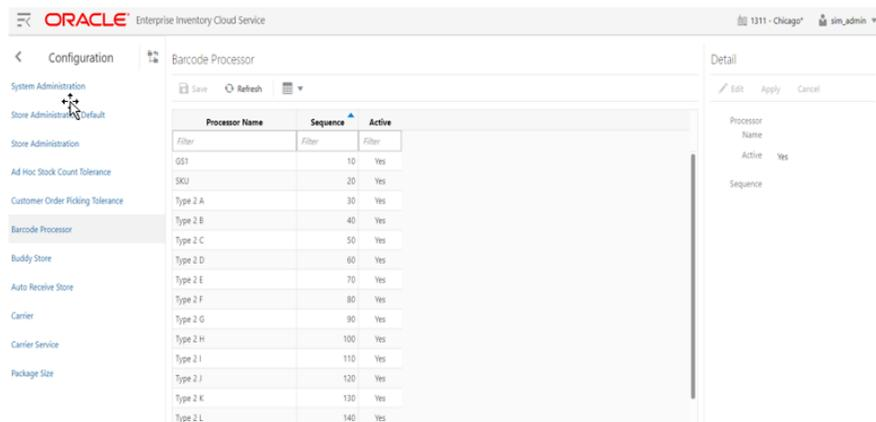 ORACLE® Enterprise Inventory Cloud Service
1311 - Chicago*
sim_admin
Configuration
System Administration
Store Administration Default
Store Administration
Ad Hoc Stock Count Tolerance
Customer Order Picking Tolerance
Barcode Processor
Buddy Store
Auto Receive Store
Carrier
Carrier Service
Package Size
Barcode Processor
Save Refresh
Processor Name Sequence Active
Filter Filter Filter
GS1 10 Yes
SKU 20 Yes
Type 2 A 30 Yes
Type 2 B 40 Yes
Type 2 C 50 Yes
Type 2 D 60 Yes
Type 2 E 70 Yes
Type 2 F 80 Yes
Type 2 G 90 Yes
Type 2 H 100 Yes
Type 2 I 110 Yes
Type 2 J 120 Yes
Type 2 K 130 Yes
Type 2 L 140 Yes
Detail
Edit Apply Cancel
Processor
Name
Active Yes
Sequence